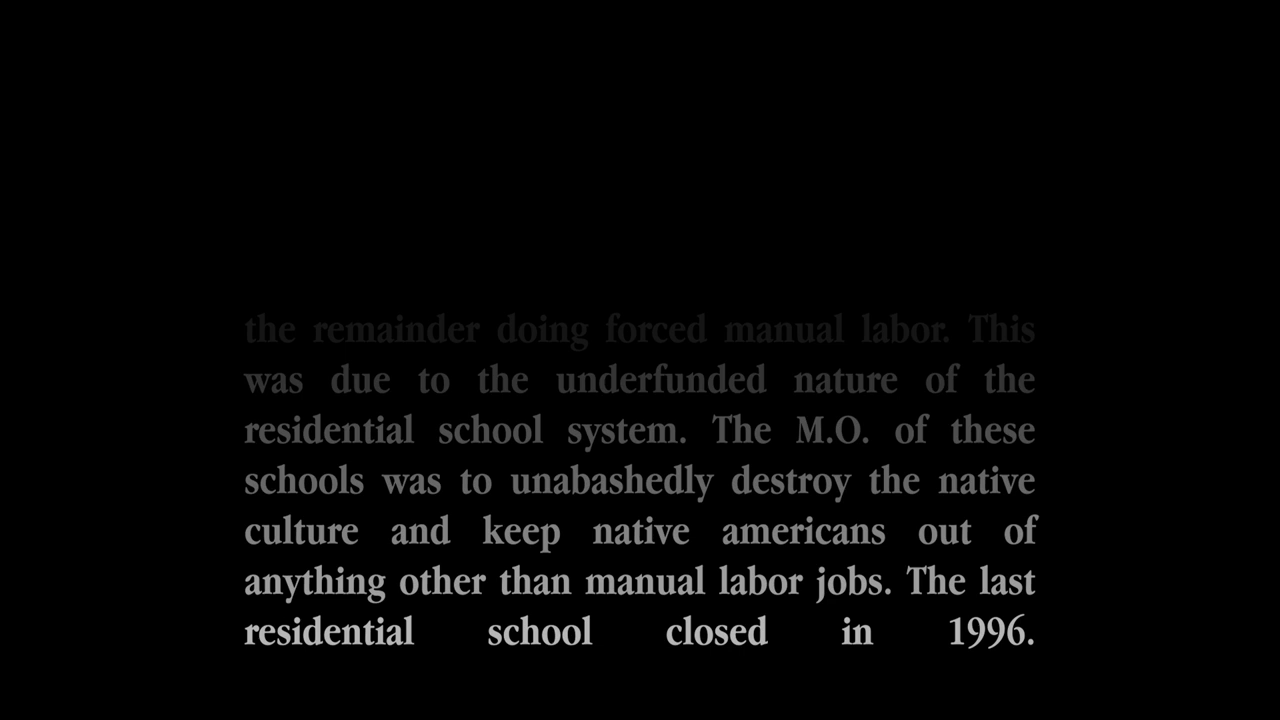 the remainder doing forced manual labor. This
was due to the underfunded nature of the
residential school system. The M.O. of these
schools was to unabashedly destroy the native
culture and keep native americans out of
anything other than manual labor jobs. The last
residential school closed in 1996.